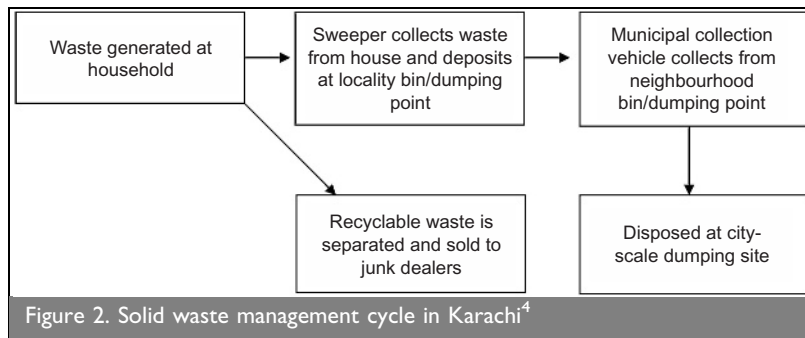 Waste generated at
household
Sweeper collects waste
from house and deposits
at locality bin/dumping
point
Municipal collection
vehicle collects from
neighbourhood
bin/dumping point
Recyclable waste is
separated and sold to
junk dealers
Disposed at city-
scale dumping site
Figure 2. Solid waste management cycle in Karachi⁴